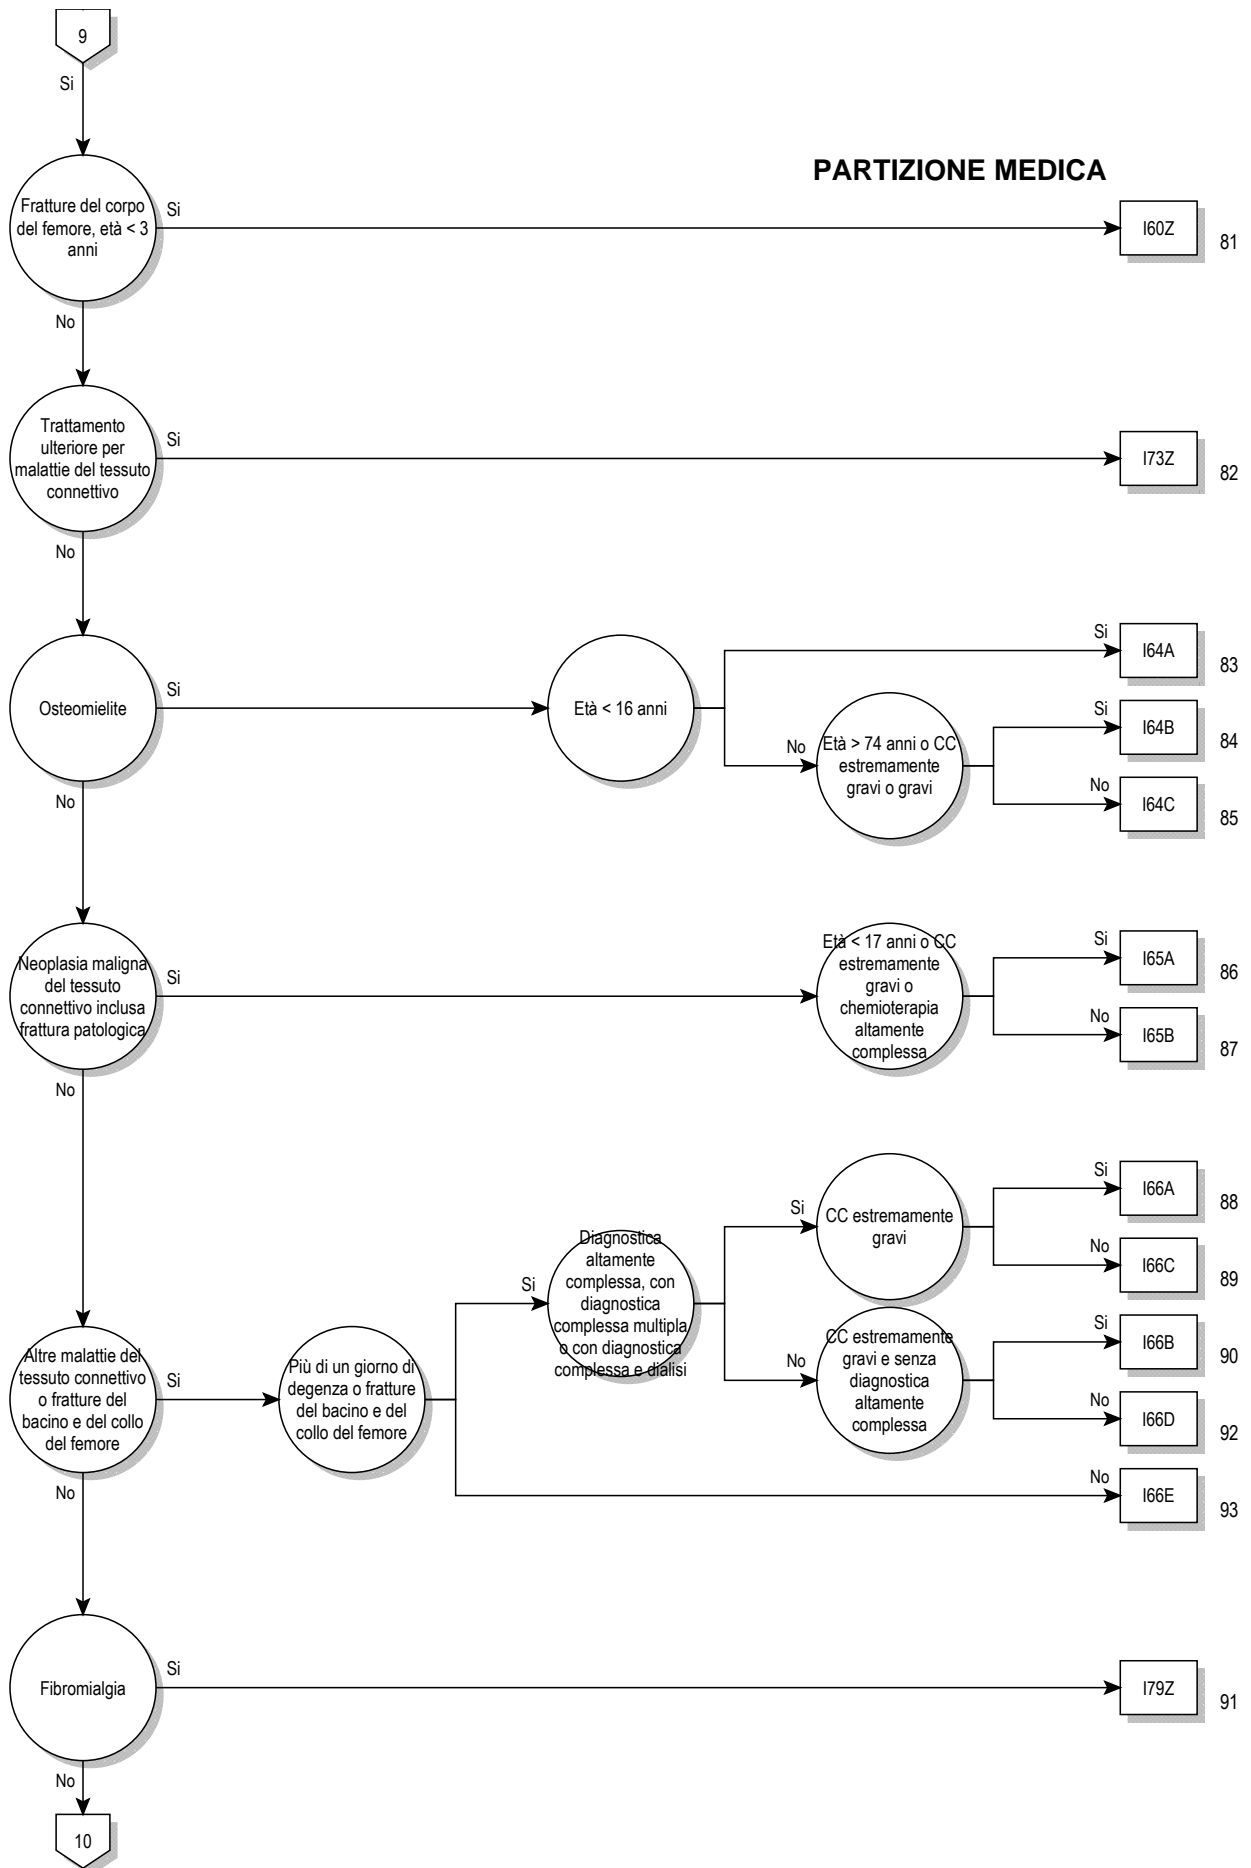 9
Si
PARTIZIONE MEDICA
Fratture del corpo
del femore, età < 3
anni
Si
I60Z
81
No
Trattamento
ulteriore per
malattie del tessuto
connettivo
Si
I73Z
82
No
Osteomielite
Si
Età < 16 anni
Si
I64A
83
No
Età > 74 anni o CC
estremamente
gravi o gravi
Si
I64B
84
No
I64C
85
No
Neoplasia maligna
del tessuto
connettivo inclusa
frattura patologica
Si
Età < 17 anni o CC
estremamente
gravi o
chemioterapia
altamente
complessa
Si
I65A
86
No
I65B
87
No
Altre malattie del
tessuto connettivo
o fratture del
bacino e del collo
del femore
Si
Più di un giorno di
degenza o fratture
del bacino e del
collo del femore
Si
Diagnostica
altamente
complessa, con
diagnostica
complessa multipla
o con diagnostica
complessa e dialisi
Si
CC estremamente
gravi
Si
I66A
88
No
I66C
89
No
CC estremamente
gravi e senza
diagnostica
altamente
complessa
Si
I66B
90
No
I66D
92
No
I66E
93
No
Fibromialgia
Si
I79Z
91
No
10